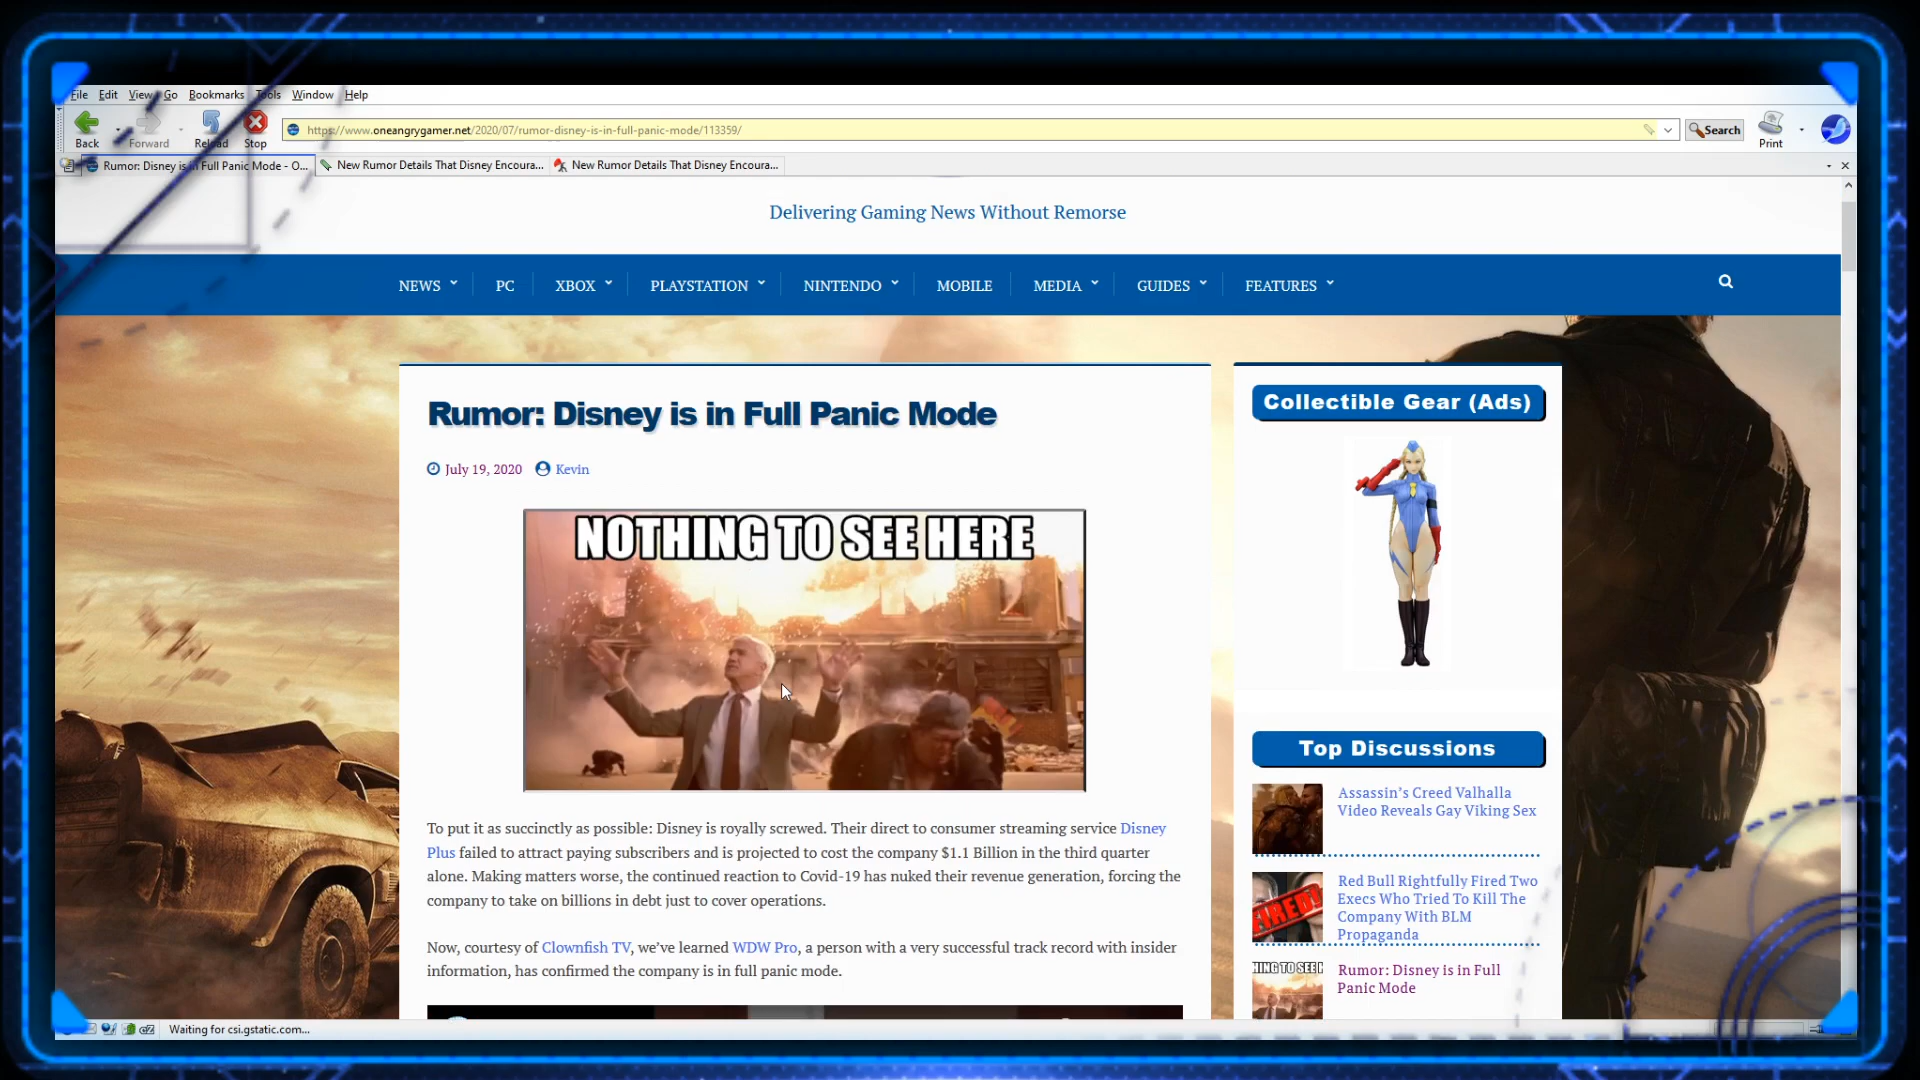 File Edit View Go Bookmarks Tools Window Help
Back Forward Reload Stop
https://www.oneangrygamer.net/2020/07/rumor-disney-is-in-full-panic-mode/113359/
Search
Print
Rumor: Disney is in Full Panic Mode - O...
New Rumor Details That Disney Encoura...
New Rumor Details That Disney Encoura...
Delivering Gaming News Without Remorse
NEWS PC XBOX PLAYSTATION NINTENDO MOBILE MEDIA GUIDES FEATURES
Rumor: Disney is in Full Panic Mode
July 19, 2020 Kevin
NOTHING TO SEE HERE
To put it as succinctly as possible: Disney is royally screwed. Their direct to consumer streaming service Disney
Plus failed to attract paying subscribers and is projected to cost the company $1.1 Billion in the third quarter
alone. Making matters worse, the continued reaction to Covid-19 has nuked their revenue generation, forcing the
company to take on billions in debt just to cover operations.
Now, courtesy of Clownfish TV, we’ve learned WDW Pro, a person with a very successful track record with insider
information, has confirmed the company is in full panic mode.
Collectible Gear (Ads)
Top Discussions
Assassin’s Creed Valhalla
Video Reveals Gay Viking Sex
FIRED!
Red Bull Rightfully Fired Two
Execs Who Tried To Kill The
Company With BLM
Propaganda
HING TO SEE H
Rumor: Disney is in Full
Panic Mode
Waiting for csi.gstatic.com...